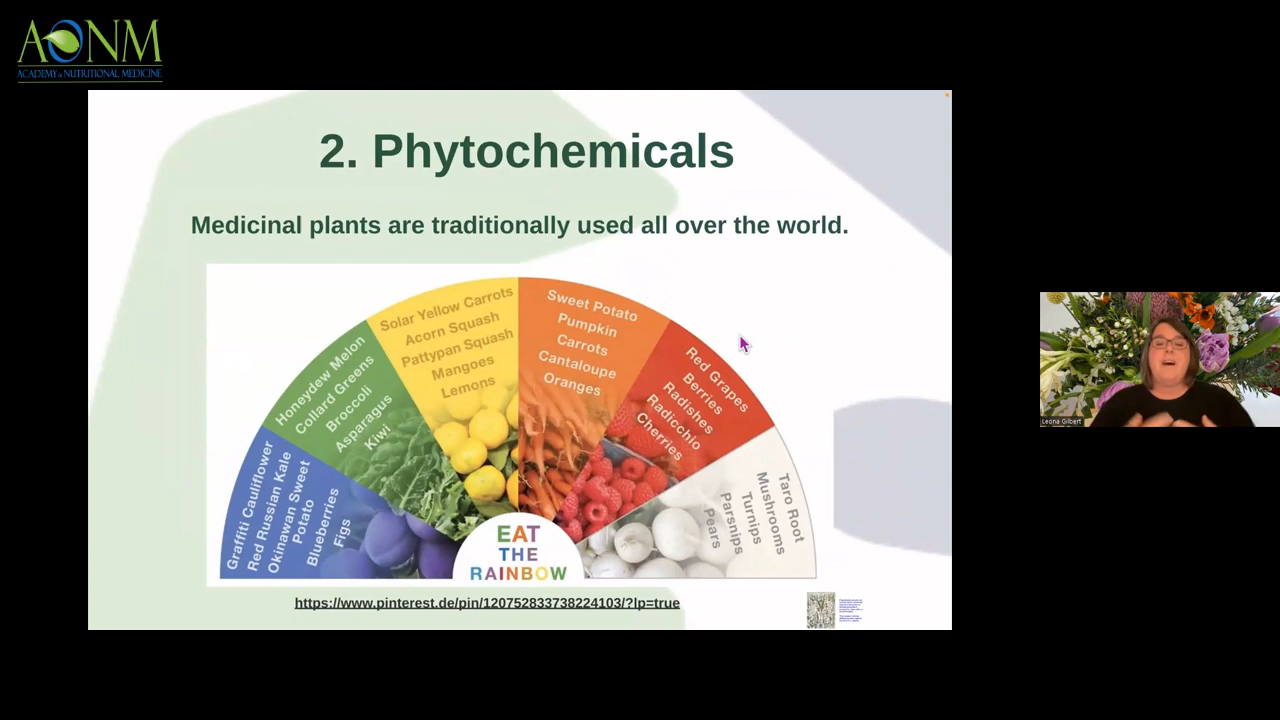 AONM
ACADEMY of NUTRITIONAL MEDICINE
2. Phytochemicals
Medicinal plants are traditionally used all over the world.
Graffiti Cauliflower
Red Russian Kale
Okinawan Sweet
Potato
Blueberries
Figs
Honeydew Melon
Collard Greens
Broccoli
Asparagus
Kiwi
Solar Yellow Carrots
Acorn Squash
Pattypan Squash
Mangoes
Lemons
Sweet Potato
Pumpkin
Carrots
Cantaloupe
Oranges
Red Grapes
Berries
Radishes
Radicchio
Cherries
Taro Root
Mushrooms
Turnips
Parsnips
Pears
EAT
THE
RAINBOW
https://www.pinterest.de/pin/120752833738224103/?lp=true
Leona Gilbert